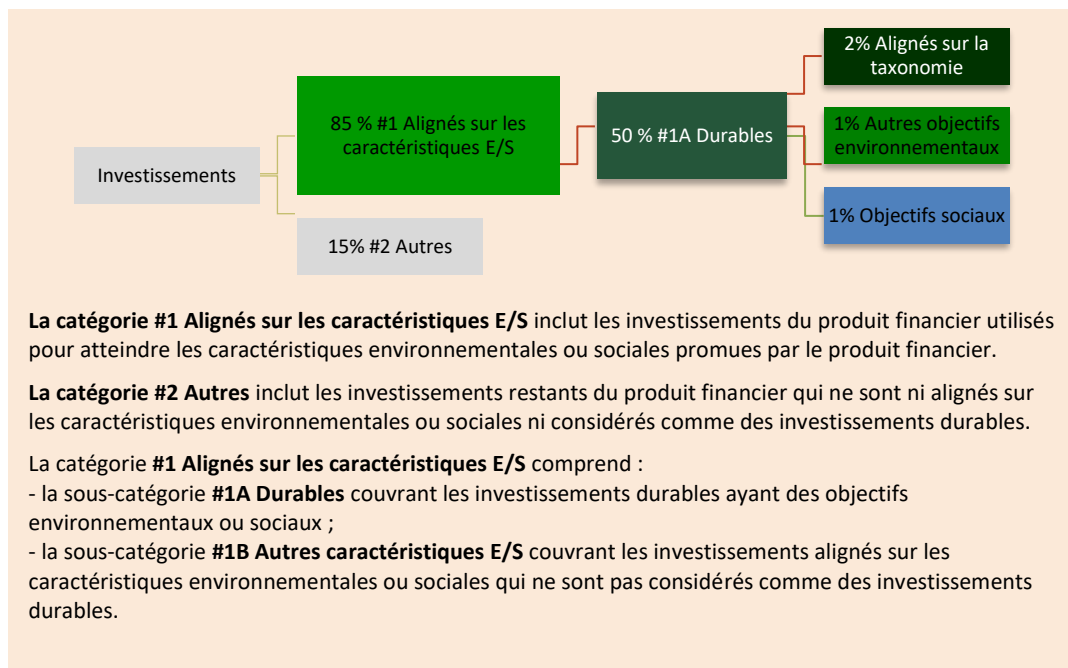 2% Alignés sur la
taxonomie
85 % #1 Alignés sur les
caractéristiques E/S
50 % #1A Durables
1% Autres objectifs
environnementaux
Investissements
1% Objectifs sociaux
15% #2 Autres
La catégorie #1 Alignés sur les caractéristiques E/S inclut les investissements du produit financier utilisés
pour atteindre les caractéristiques environnementales ou sociales promues par le produit financier.
La catégorie #2 Autres inclut les investissements restants du produit financier qui ne sont ni alignés sur
les caractéristiques environnementales ou sociales ni considérés comme des investissements durables.
La catégorie #1 Alignés sur les caractéristiques E/S comprend :
- la sous-catégorie #1A Durables couvrant les investissements durables ayant des objectifs
environnementaux ou sociaux ;
- la sous-catégorie #1B Autres caractéristiques E/S couvrant les investissements alignés sur les
caractéristiques environnementales ou sociales qui ne sont pas considérés comme des investissements
durables.